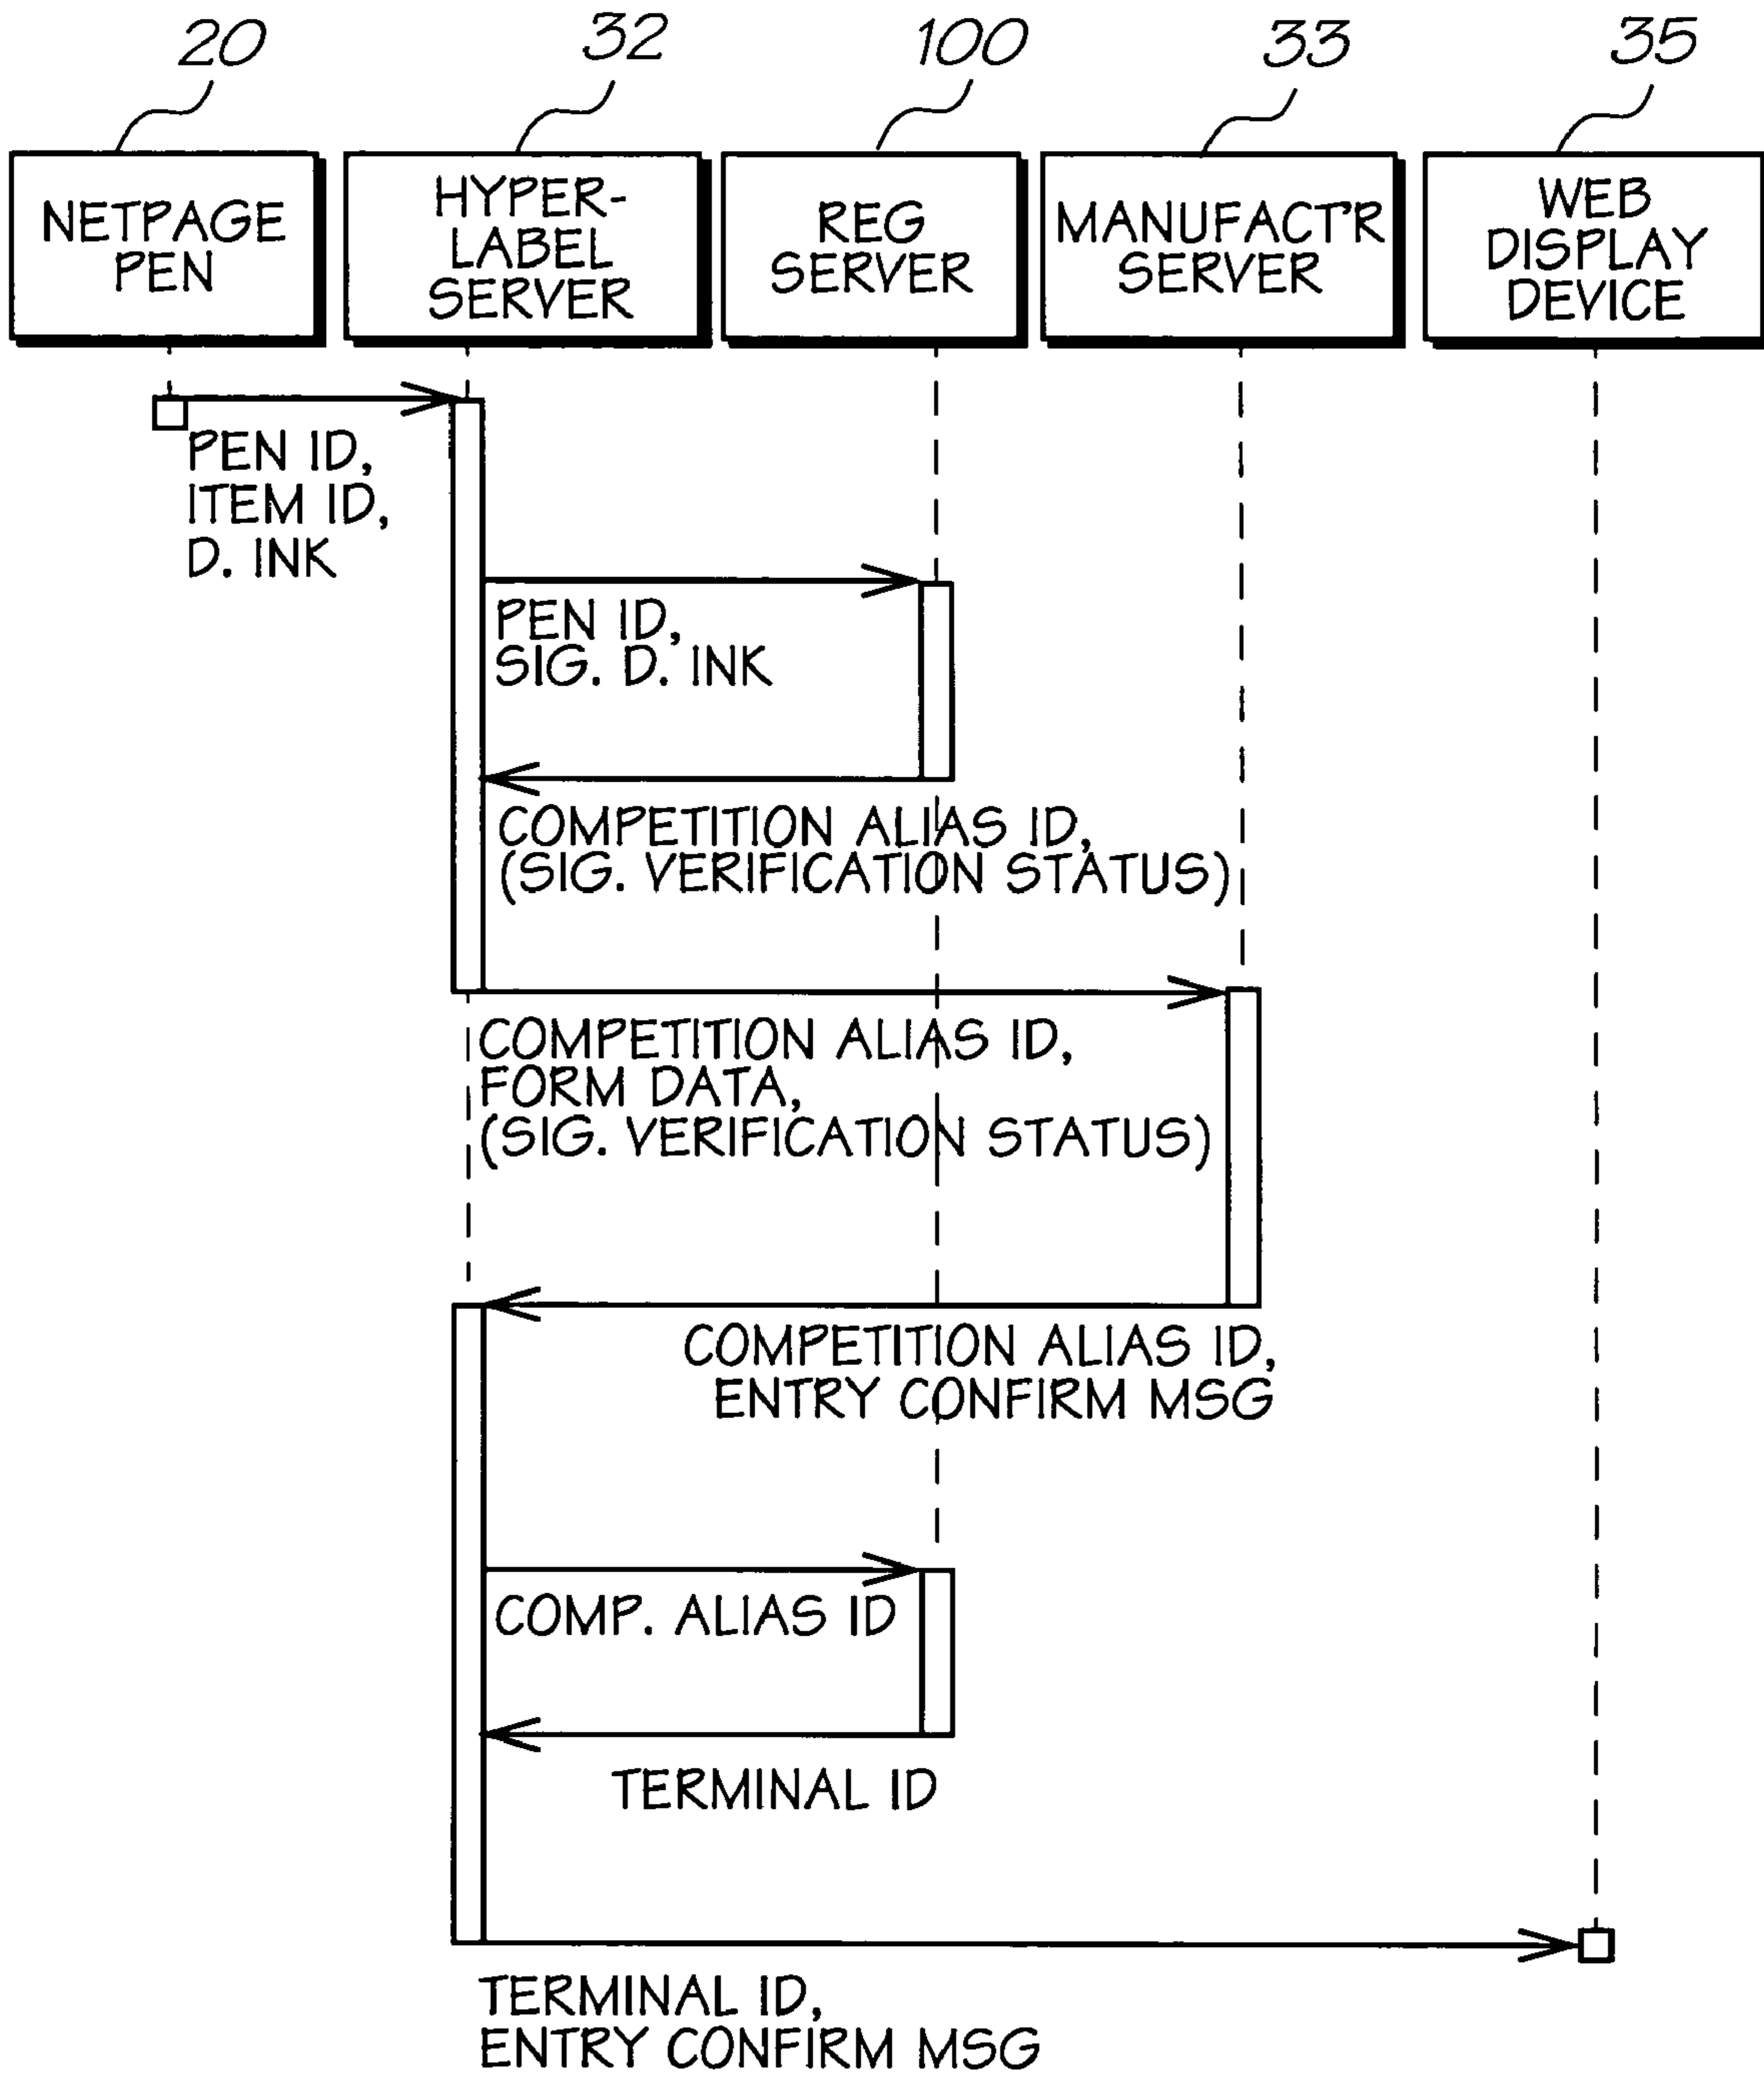 20
32
100
33
35
NETPAGE
PEN
HYPER-
LABEL
SERVER
REG
SERVER
MANUFACT'R
SERVER
WEB
DISPLAY
DEVICE
PEN ID,
ITEM ID,
D. INK
PEN ID,
SIG. D. INK
COMPETITION ALIAS ID,
(SIG. VERIFICATION STATUS)
COMPETITION ALIAS ID,
FORM DATA,
(SIG. VERIFICATION STATUS)
COMPETITION ALIAS ID,
ENTRY CONFIRM MSG
COMP. ALIAS ID
TERMINAL ID
TERMINAL ID,
ENTRY CONFIRM MSG